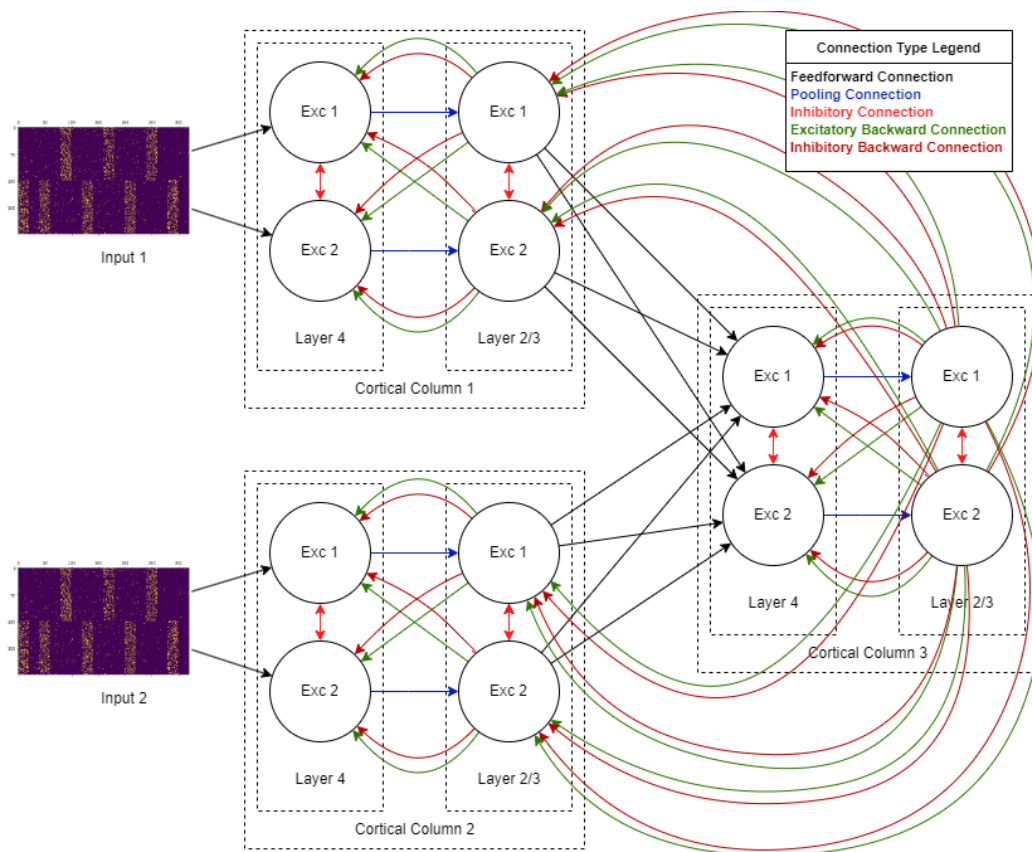 Connection Type Legend
Feedforward Connection
Pooling Connection
Inhibitory Connection
Excitatory Backward Connection
Inhibitory Backward Connection
Exc 1
Exc 1
Exc 2
Exc 2
Input 1
Layer 4
Layer 2/3
Cortical Column 1
Exc 1
Exc 1
Exc 2
Exc 2
Layer 4
Layer 2/3
Cortical Column 3
Exc 1
Exc 1
Exc 2
Exc 2
Input 2
Layer 4
Layer 2/3
Cortical Column 2